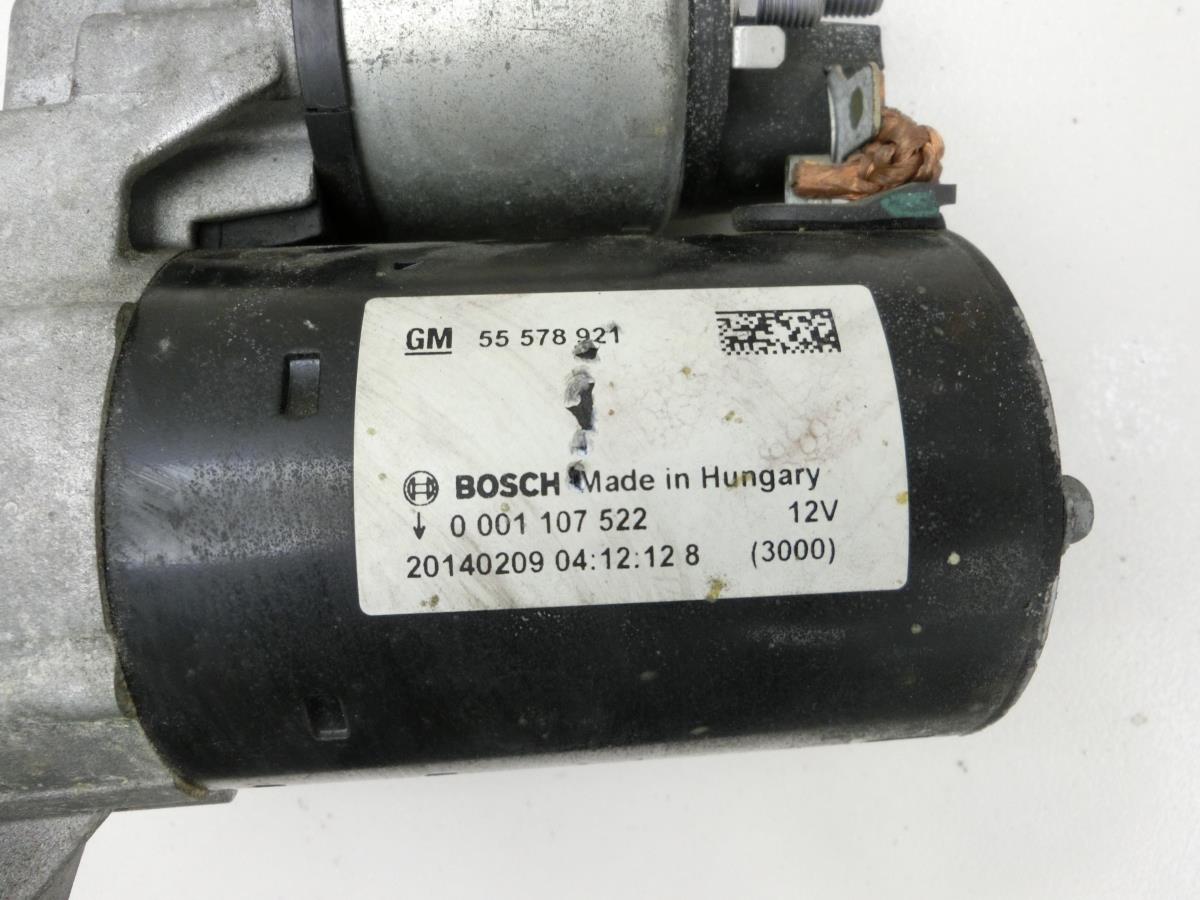 GM 55 578 921
BOSCH Made in Hungary
0 001 107 522 12V
20140209 04:12:12 8 (3000)